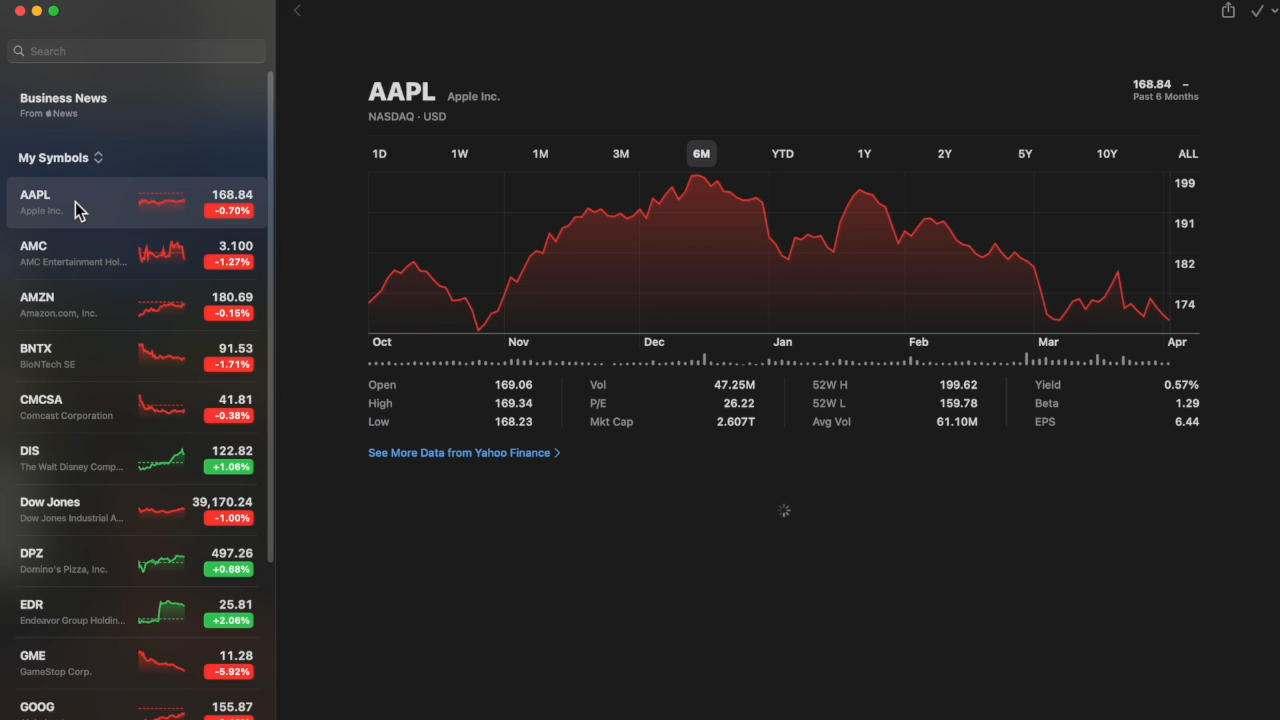 Search
Business News
From News
My Symbols
AAPL 168.84
Apple Inc. -0.70%
AMC 3.100
AMC Entertainment Hol... -1.27%
AMZN 180.69
Amazon.com, Inc. -0.15%
BNTX 91.53
BioNTech SE -1.71%
CMCSA 41.81
Comcast Corporation -0.38%
DIS 122.82
The Walt Disney Comp... +1.06%
Dow Jones 39,170.24
Dow Jones Industrial A... -1.00%
DPZ 497.26
Domino's Pizza, Inc. +0.68%
EDR 25.81
Endeavor Group Holdin... +2.06%
GME 11.28
GameStop Corp. -5.92%
GOOG 155.87
AAPL Apple Inc. 168.84 –
Past 6 Months
NASDAQ · USD
1D 1W 1M 3M 6M YTD 1Y 2Y 5Y 10Y ALL
199
191
182
174
Oct Nov Dec Jan Feb Mar Apr
Open 169.06 Vol 47.25M 52W H 199.62 Yield 0.57%
High 169.34 P/E 26.22 52W L 159.78 Beta 1.29
Low 168.23 Mkt Cap 2.607T Avg Vol 61.10M EPS 6.44
See More Data from Yahoo Finance >